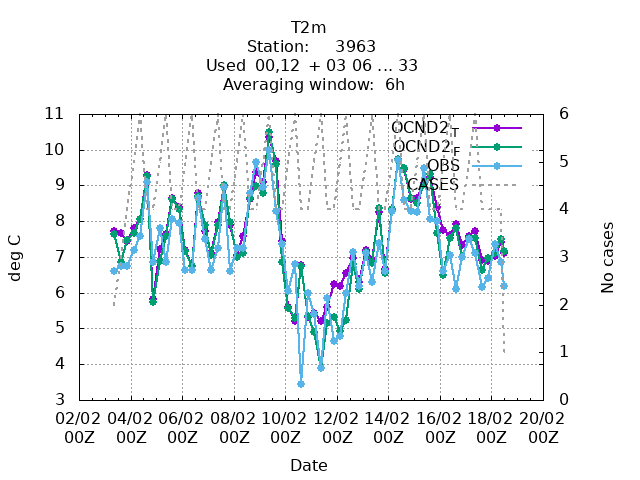 T2m
Station: 3963
Used 00,12 + 03 06 ... 33
Averaging window: 6h
11
10
9
8
7
6
5
4
3
6
5
4
3
2
1
0
deg C
No cases
OCND2_T
OCND2_F
OBS
CASES
02/02 04/02 06/02 08/02 10/02 12/02 14/02 16/02 18/02 20/02
00Z 00Z 00Z 00Z 00Z 00Z 00Z 00Z 00Z 00Z
Date